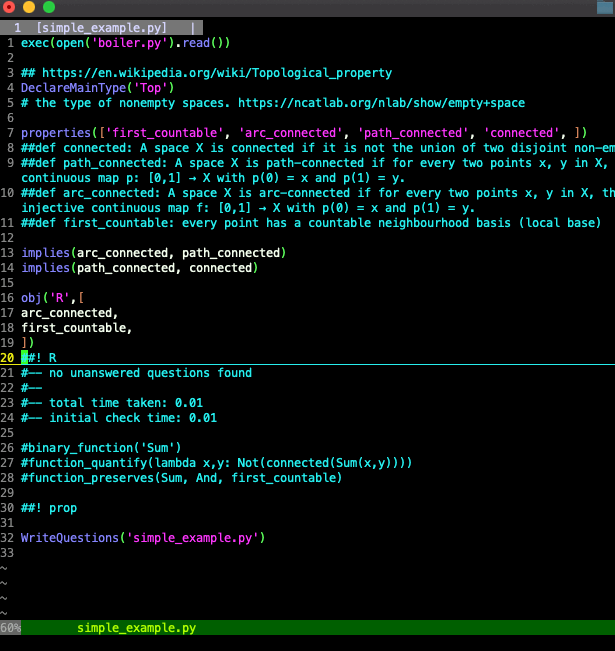 1  [simple_example.py]   |
1 exec(open('boiler.py').read())
2
3 ## https://en.wikipedia.org/wiki/Topological_property
4 DeclareMainType('Top')
5 # the type of nonempty spaces. https://ncatlab.org/nlab/show/empty+space
6
7 properties(['first_countable', 'arc_connected', 'path_connected', 'connected', ])
8 ##def connected: A space X is connected if it is not the union of two disjoint non-em
9 ##def path_connected: A space X is path-connected if for every two points x, y in X,
continuous map p: [0,1] → X with p(0) = x and p(1) = y.
10 ##def arc_connected: A space X is arc-connected if for every two points x, y in X, th
injective continuous map f: [0,1] → X with p(0) = x and p(1) = y.
11 ##def first_countable: every point has a countable neighbourhood basis (local base)
12
13 implies(arc_connected, path_connected)
14 implies(path_connected, connected)
15
16 obj('R',[
17 arc_connected,
18 first_countable,
19 ])
20 ##! R
21 #-- no unanswered questions found
22 #--
23 #-- total time taken: 0.01
24 #-- initial check time: 0.01
25
26 #binary_function('Sum')
27 #function_quantify(lambda x,y: Not(connected(Sum(x,y))))
28 #function_preserves(Sum, And, first_countable)
29
30 ##! prop
31
32 WriteQuestions('simple_example.py')
33
~
~
~
~
60% simple_example.py